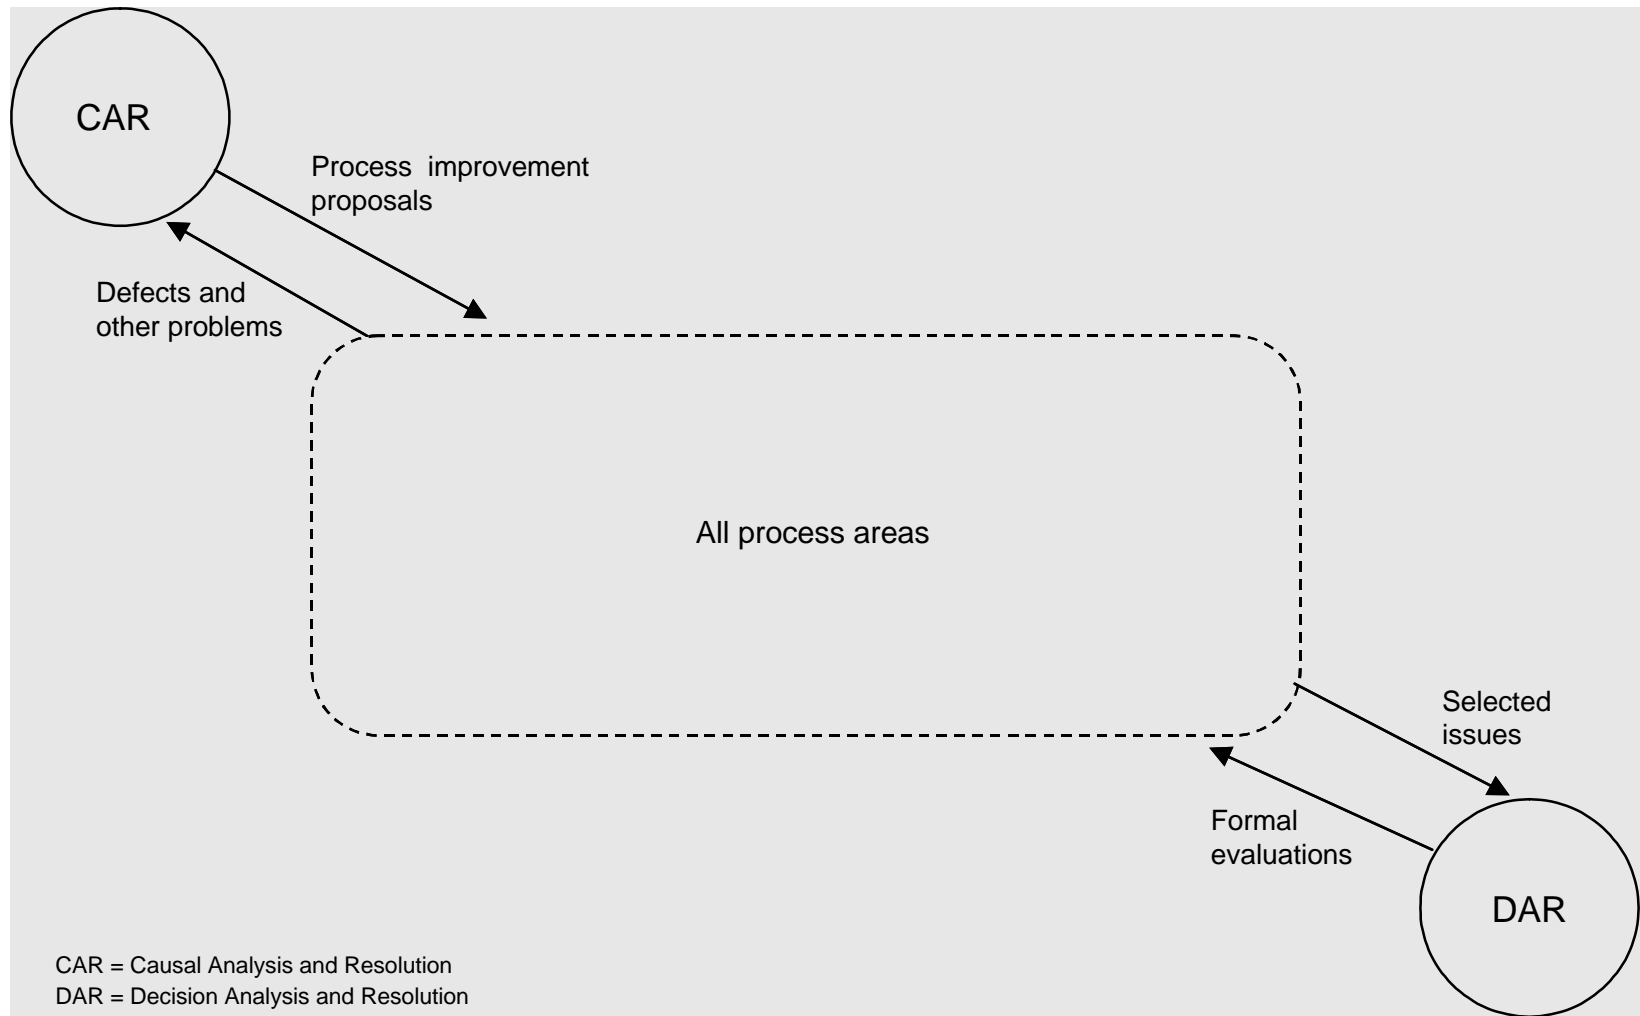 CAR
Process improvement
proposals
Defects and
other problems
All process areas
Selected
issues
Formal
evaluations
DAR
CAR = Causal Analysis and Resolution
DAR = Decision Analysis and Resolution